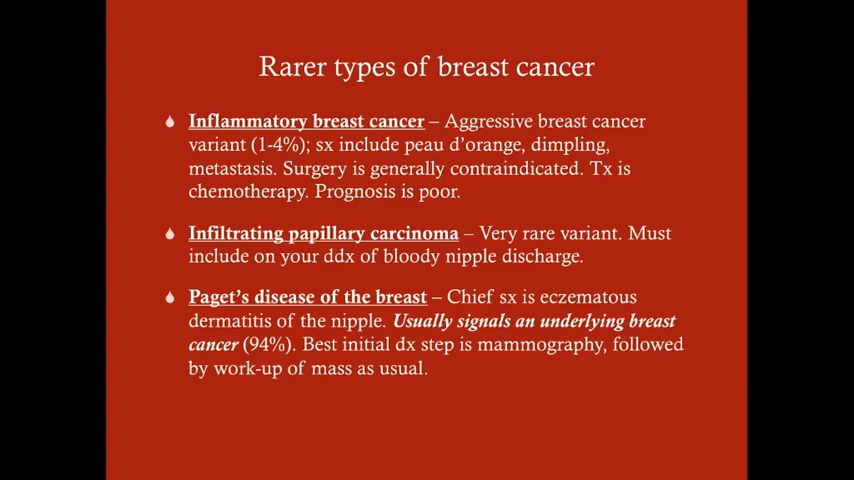 Rarer types of breast cancer
Inflammatory breast cancer – Aggressive breast cancer
variant (1-4%); sx include peau d'orange, dimpling,
metastasis. Surgery is generally contraindicated. Tx is
chemotherapy. Prognosis is poor.
Infiltrating papillary carcinoma – Very rare variant. Must
include on your ddx of bloody nipple discharge.
Paget's disease of the breast – Chief sx is eczematous
dermatitis of the nipple. Usually signals an underlying breast
cancer (94%). Best initial dx step is mammography, followed
by work-up of mass as usual.